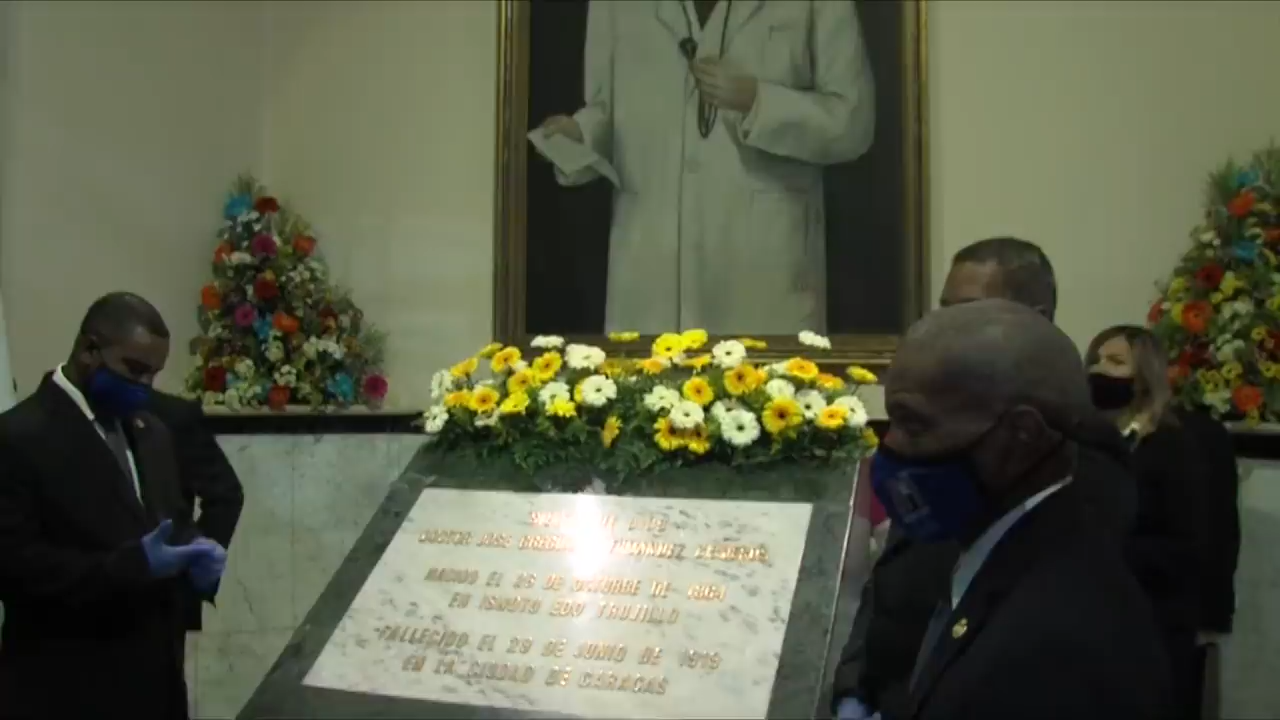 DOCTOR JOSE GREGORIO HERNANDEZ CISNEROS
NACIDO EL 26 DE OCTUBRE DE 1864
EN ISNOTU EDO TRUJILLO
FALLECIDO EL 29 DE JUNIO DE 1919
EN LA CIUDAD DE CARACAS